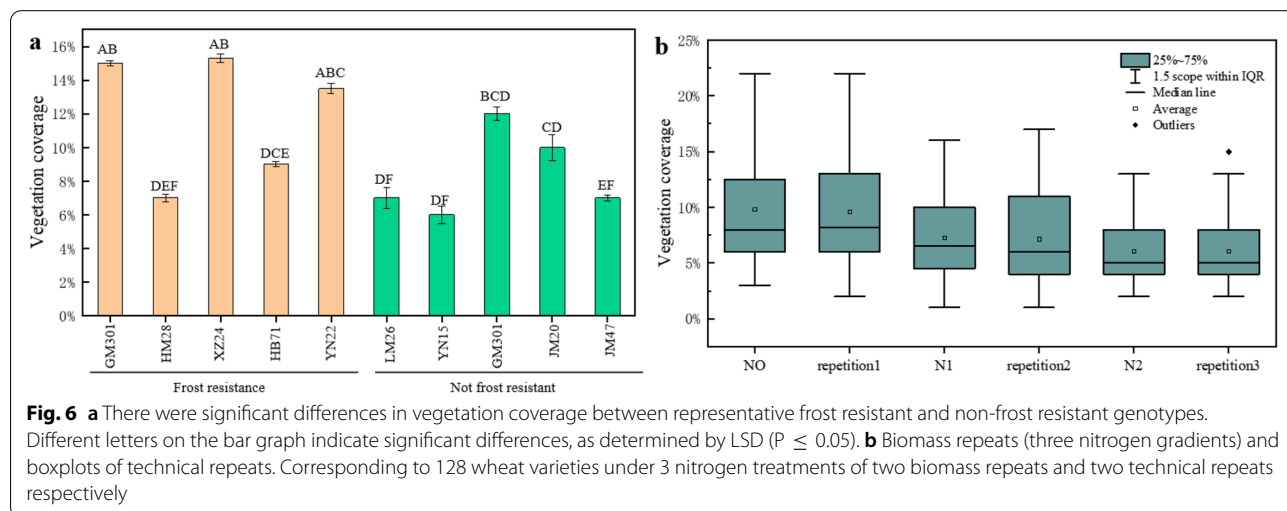 a
Vegetation coverage
16%
14%
12%
10%
8%
6%
4%
2%
0%
AB
DEF
AB
DCE
ABC
DF
DF
BCD
CD
EF
GM301
HM28
XZ24
HB71
YN22
LM26
YN15
GM301
JM20
JM47
Frost resistance
Not frost resistant
b
Vegetation coverage
25%
20%
15%
10%
5%
0%
25%~75%
1.5 scope within IQR
Median line
Average
Outliers
NO
repetition1
N1
repetition2
N2
repetition3
Fig. 6 a There were significant differences in vegetation coverage between representative frost resistant and non-frost resistant genotypes.
Different letters on the bar graph indicate significant differences, as determined by LSD (P ≤ 0.05). b Biomass repeats (three nitrogen gradients) and
boxplots of technical repeats. Corresponding to 128 wheat varieties under 3 nitrogen treatments of two biomass repeats and two technical repeats
respectively